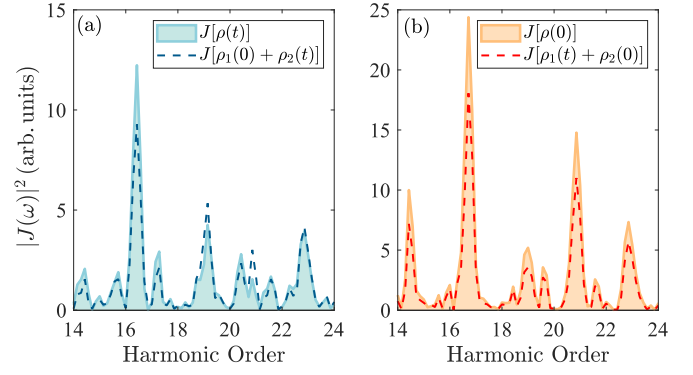 (a)
J[ρ(t)]
J[ρ₁(0) + ρ₂(t)]
|J(ω)|² (arb. units)
15
10
5
0
14 16 18 20 22 24
Harmonic Order
(b)
J[ρ(0)]
J[ρ₁(t) + ρ₂(0)]
25
20
15
10
5
0
14 16 18 20 22 24
Harmonic Order